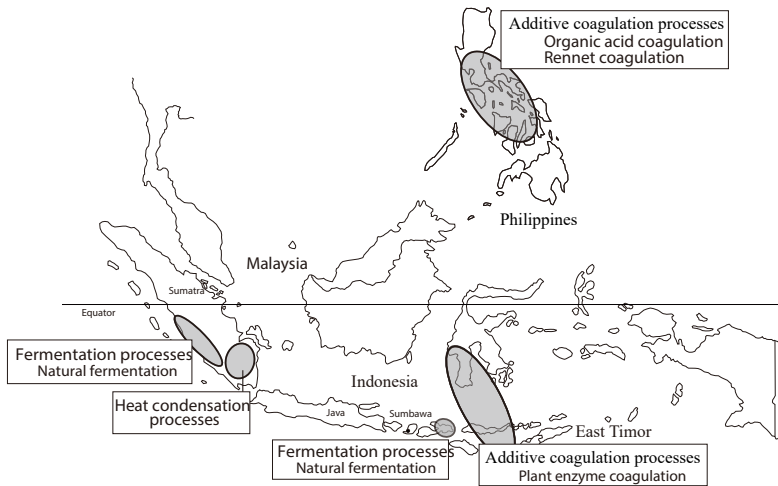 Additive coagulation processes
Organic acid coagulation
Rennet coagulation
Philippines
Malaysia
Sumatra
Equator
Fermentation processes
Natural fermentation
Heat condensation
processes
Indonesia
Java
Sumbawa
East Timor
Fermentation processes
Natural fermentation
Additive coagulation processes
Plant enzyme coagulation